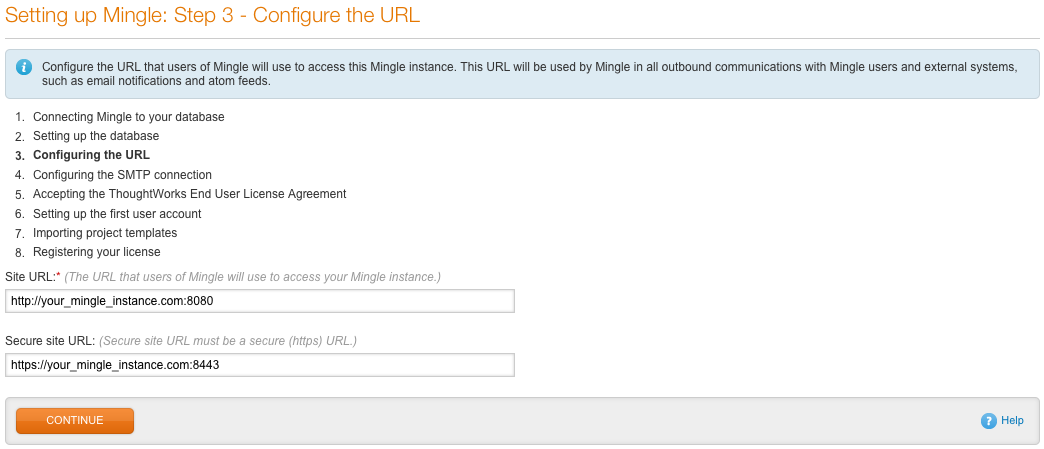 Setting up Mingle: Step 3 - Configure the URL
Configure the URL that users of Mingle will use to access this Mingle instance. This URL will be used by Mingle in all outbound communications with Mingle users and external systems,
such as email notifications and atom feeds.
1. Connecting Mingle to your database
2. Setting up the database
3. Configuring the URL
4. Configuring the SMTP connection
5. Accepting the ThoughtWorks End User License Agreement
6. Setting up the first user account
7. Importing project templates
8. Registering your license
Site URL:* (The URL that users of Mingle will use to access your Mingle instance.)
http://your_mingle_instance.com:8080
Secure site URL: (Secure site URL must be a secure (https) URL.)
https://your_mingle_instance.com:8443
CONTINUE
? Help